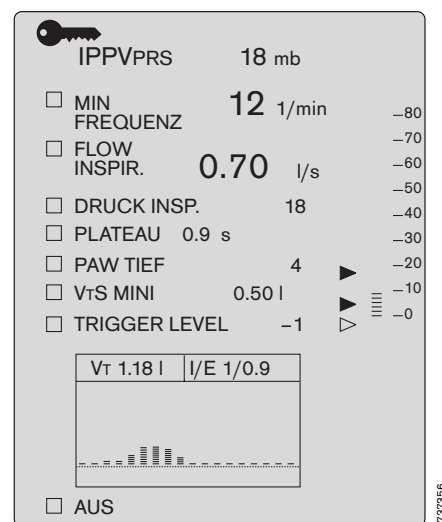 IPPVPRS 18 mb
MIN FREQUENZ 12 1/min
FLOW INSPIR. 0.70 l/s
DRUCK INSP. 18
PLATEAU 0.9 s
PAW TIEF 4
VTS MINI 0.50 l
TRIGGER LEVEL –1
–80
–70
–60
–50
–40
–30
–20
–10
–0
VT 1.18 l I/E 1/0.9
AUS
737356